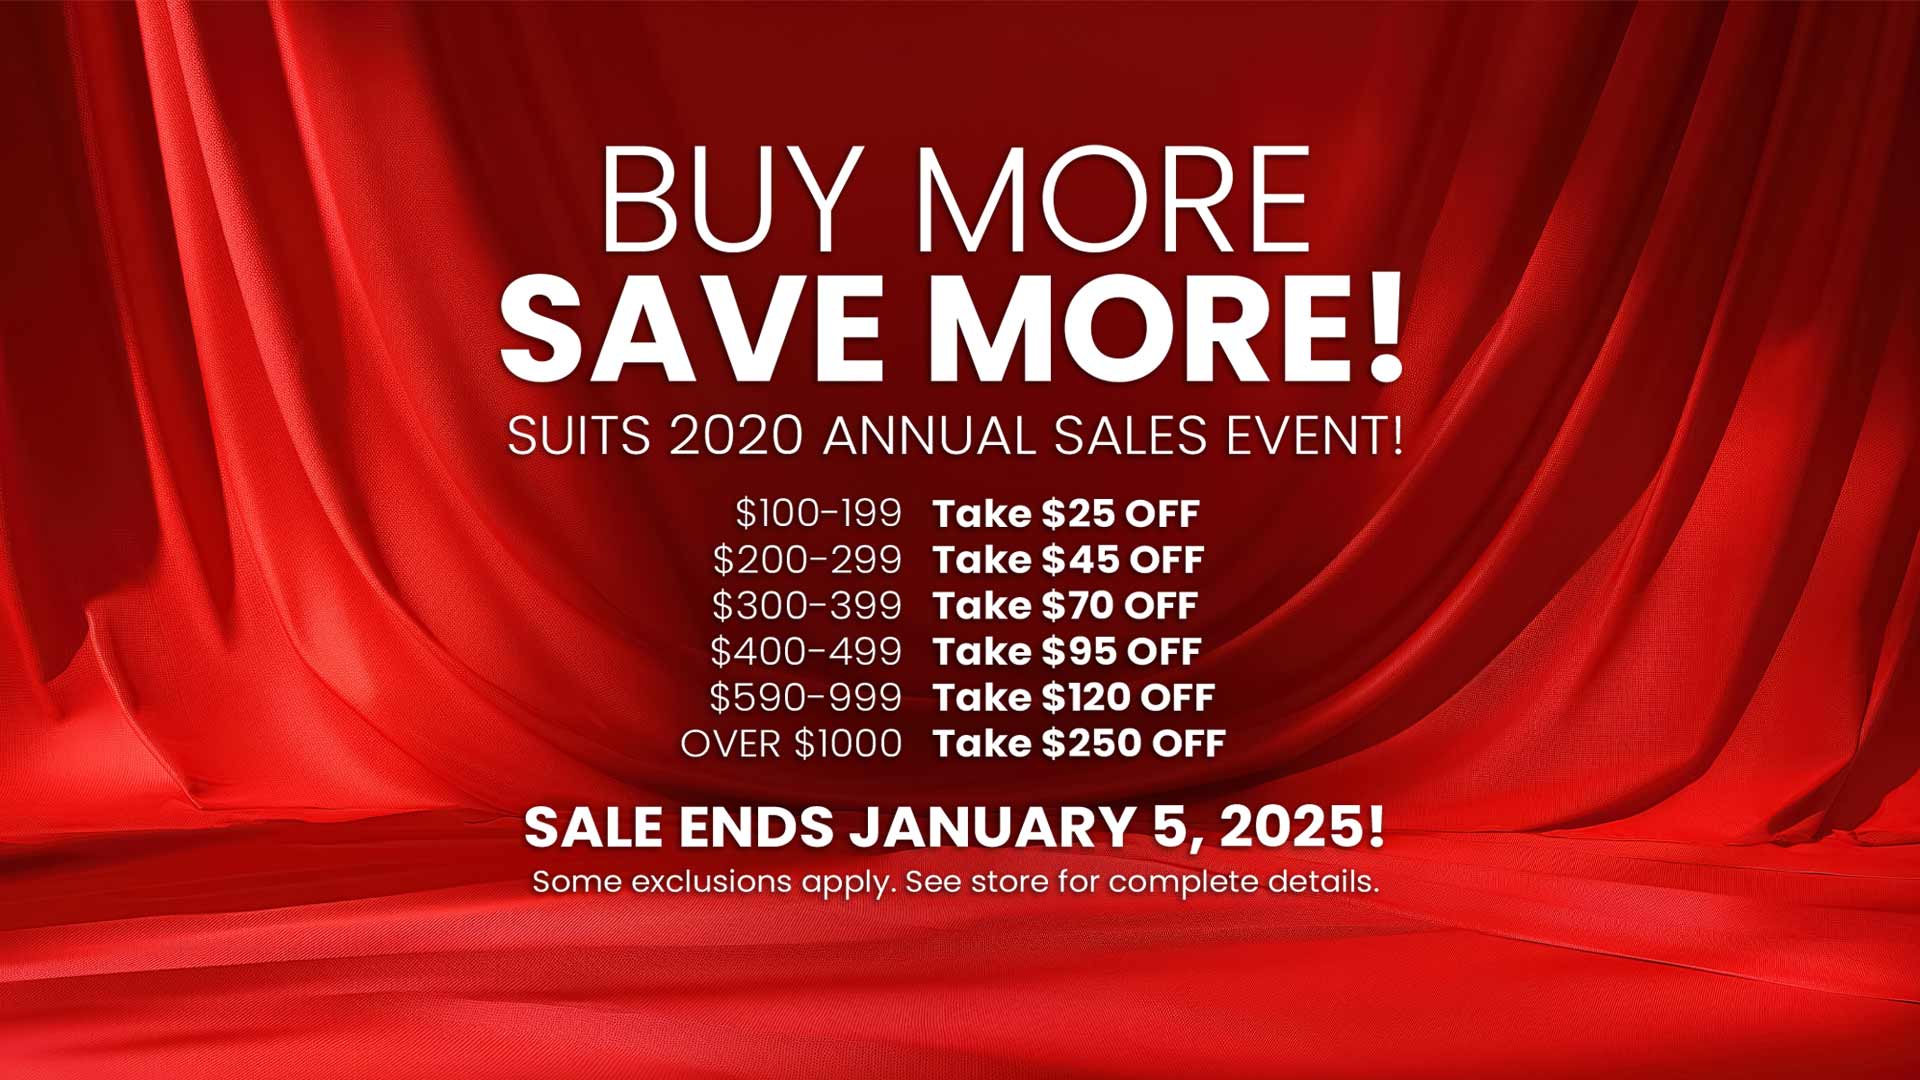 BUY MORE
SAVE MORE!
SUITS 2020 ANNUAL SALES EVENT!
$100-199 Take $25 OFF
$200-299 Take $45 OFF
$300-399 Take $70 OFF
$400-499 Take $95 OFF
$590-999 Take $120 OFF
OVER $1000 Take $250 OFF
SALE ENDS JANUARY 5, 2025!
Some exclusions apply. See store for complete details.